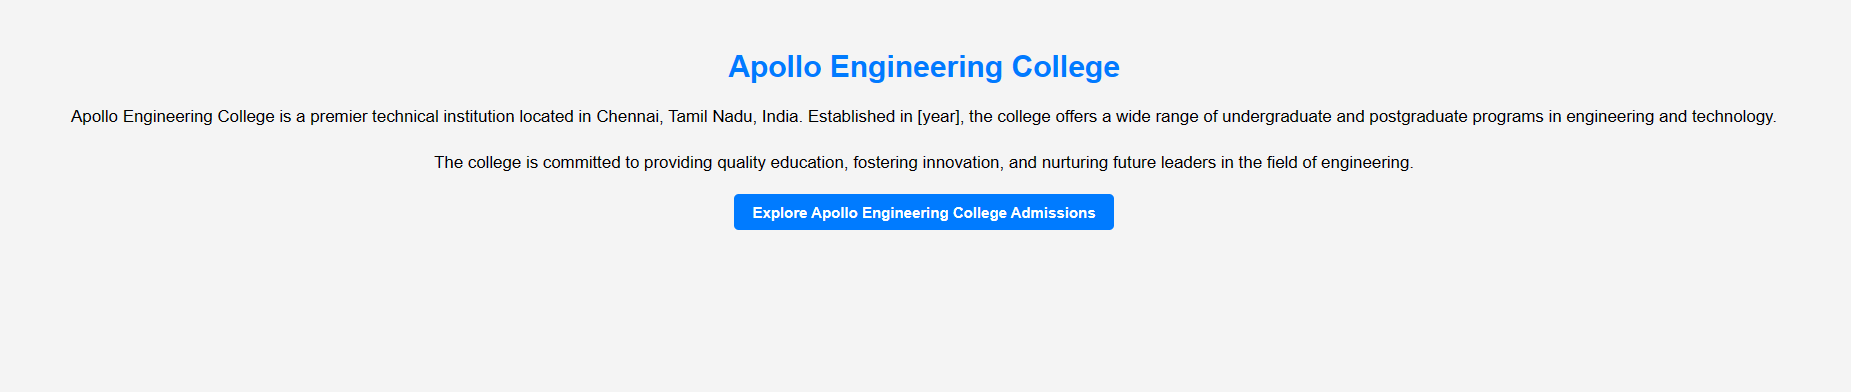 Apollo Engineering College
Apollo Engineering College is a premier technical institution located in Chennai, Tamil Nadu, India. Established in [year], the college offers a wide range of undergraduate and postgraduate programs in engineering and technology.
The college is committed to providing quality education, fostering innovation, and nurturing future leaders in the field of engineering.
Explore Apollo Engineering College Admissions